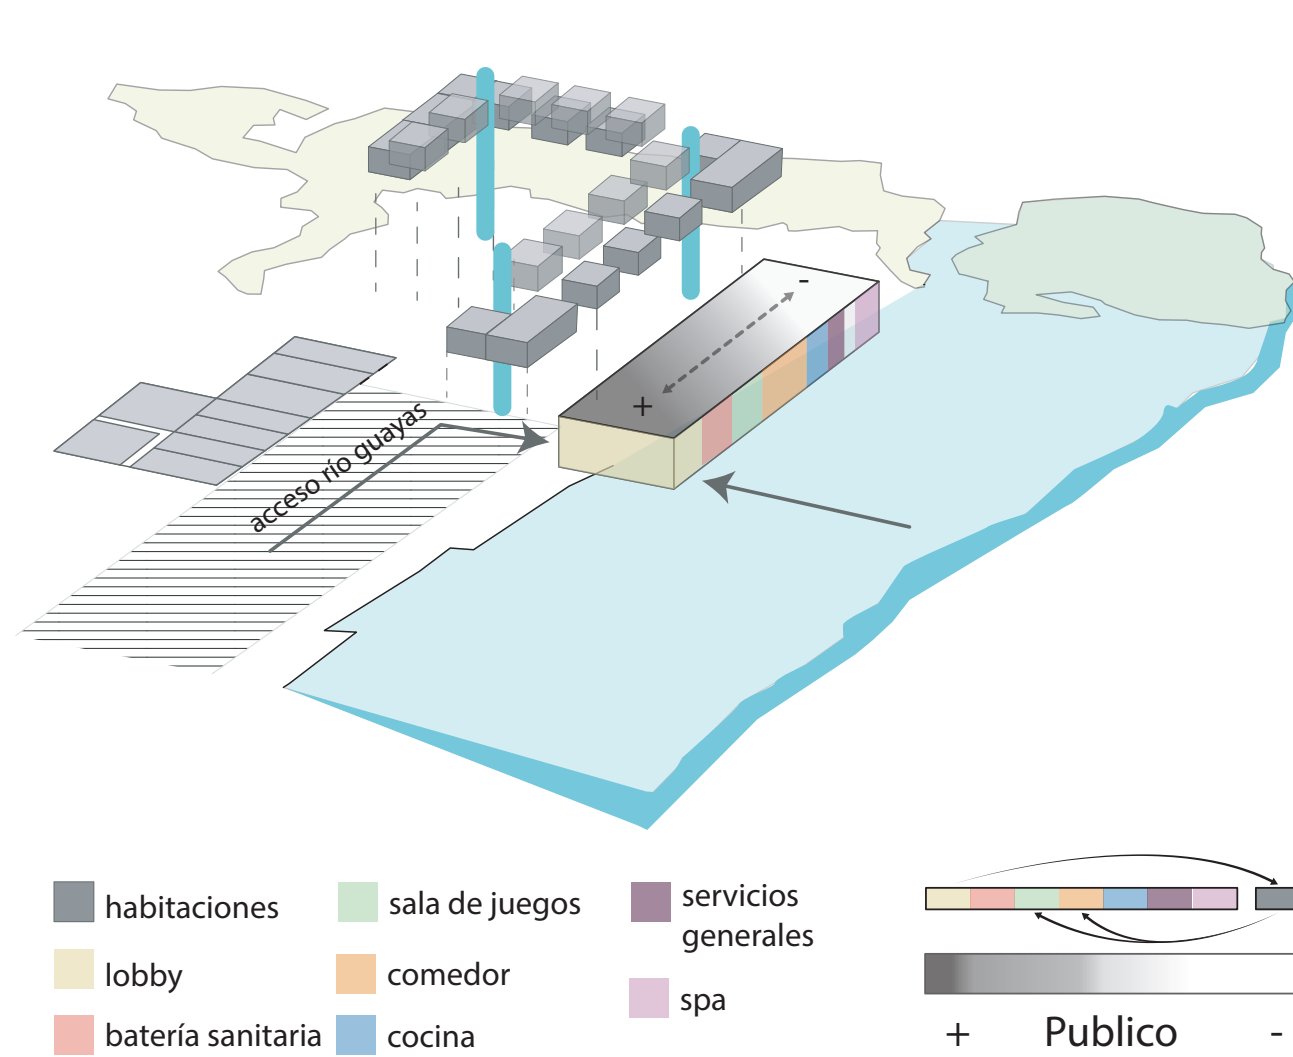 -
+
acceso río guayas
habitaciones
lobby
batería sanitaria
sala de juegos
comedor
cocina
servicios
generales
spa
+ Publico -